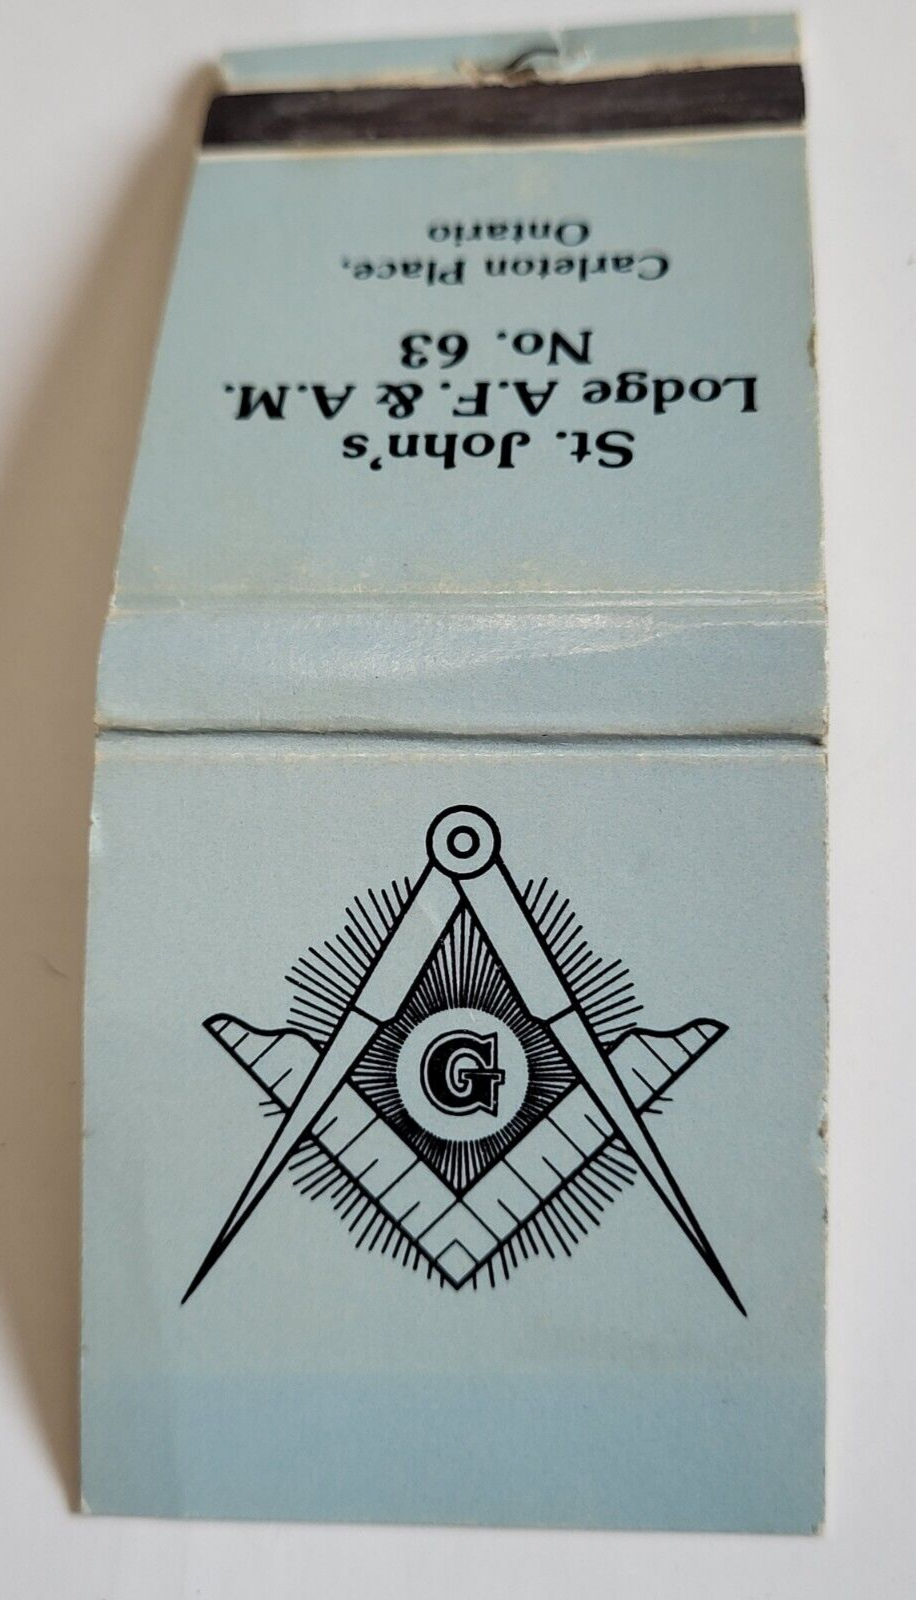 St. John's
Lodge A.F. & A.M.
No. 63
Carleton Place,
Ontario
G